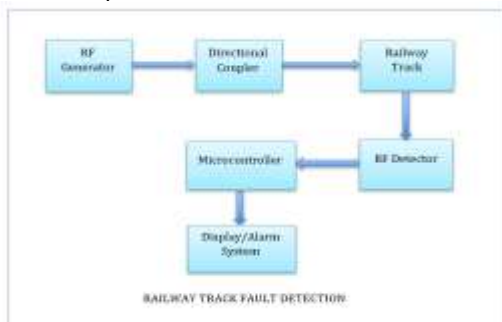 RF
Generator
Directional
Coupler
Railway
Track
Microcontroller
RF Detector
Display/Alarm
System
RAILWAY TRACK FAULT DETECTION